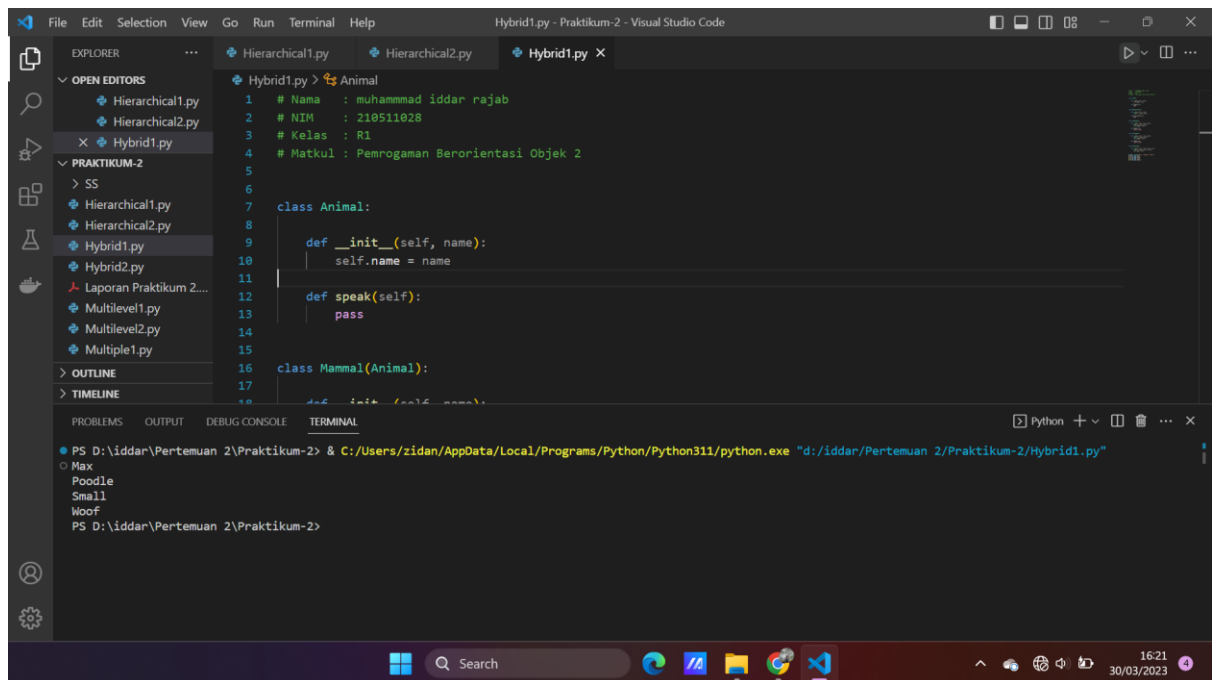 File Edit Selection View Go Run Terminal Help Hybrid1.py - Praktikum-2 - Visual Studio Code
EXPLORER ...
OPEN EDITORS
Hierarchical1.py
Hierarchical2.py
Hybrid1.py
PRAKTIKUM-2
SS
Hierarchical1.py
Hierarchical2.py
Hybrid1.py
Hybrid2.py
Laporan Praktikum 2....
Multilevel1.py
Multilevel2.py
Multiple1.py
OUTLINE
TIMELINE
Hierarchical1.py Hierarchical2.py Hybrid1.py
Hybrid1.py > Animal
1 # Nama : muhammmad iddar rajab
2 # NIM : 210511028
3 # Kelas : R1
4 # Matkul : Pemrogaman Berorientasi Objek 2
5
6
7 class Animal:
8
9 def __init__(self, name):
10 self.name = name
11
12 def speak(self):
13 pass
14
15
16 class Mammal(Animal):
17
18 def __init__(self, name):
PROBLEMS OUTPUT DEBUG CONSOLE TERMINAL Python
PS D:\iddar\Pertemuan 2\Praktikum-2> & C:/Users/zidan/AppData/Local/Programs/Python/Python311/python.exe "d:/iddar/Pertemuan 2/Praktikum-2/Hybrid1.py"
Max
Poodle
Small
Woof
PS D:\iddar\Pertemuan 2\Praktikum-2>
Search
16:21
30/03/2023
4